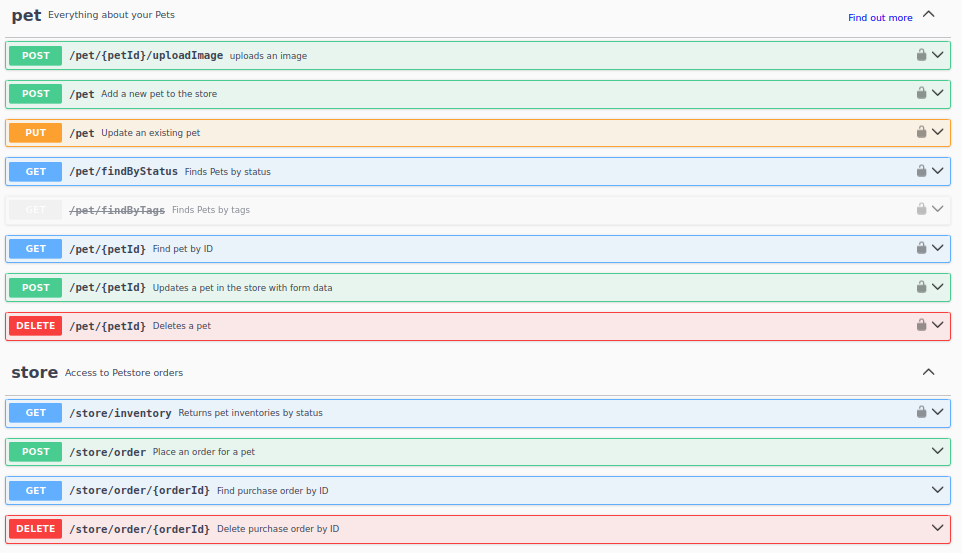 pet Everything about your Pets Find out more
POST /pet/{petId}/uploadImage uploads an image
POST /pet Add a new pet to the store
PUT /pet Update an existing pet
GET /pet/findByStatus Finds Pets by status
GET /pet/findByTags Finds Pets by tags
GET /pet/{petId} Find pet by ID
POST /pet/{petId} Updates a pet in the store with form data
DELETE /pet/{petId} Deletes a pet
store Access to Petstore orders
GET /store/inventory Returns pet inventories by status
POST /store/order Place an order for a pet
GET /store/order/{orderId} Find purchase order by ID
DELETE /store/order/{orderId} Delete purchase order by ID